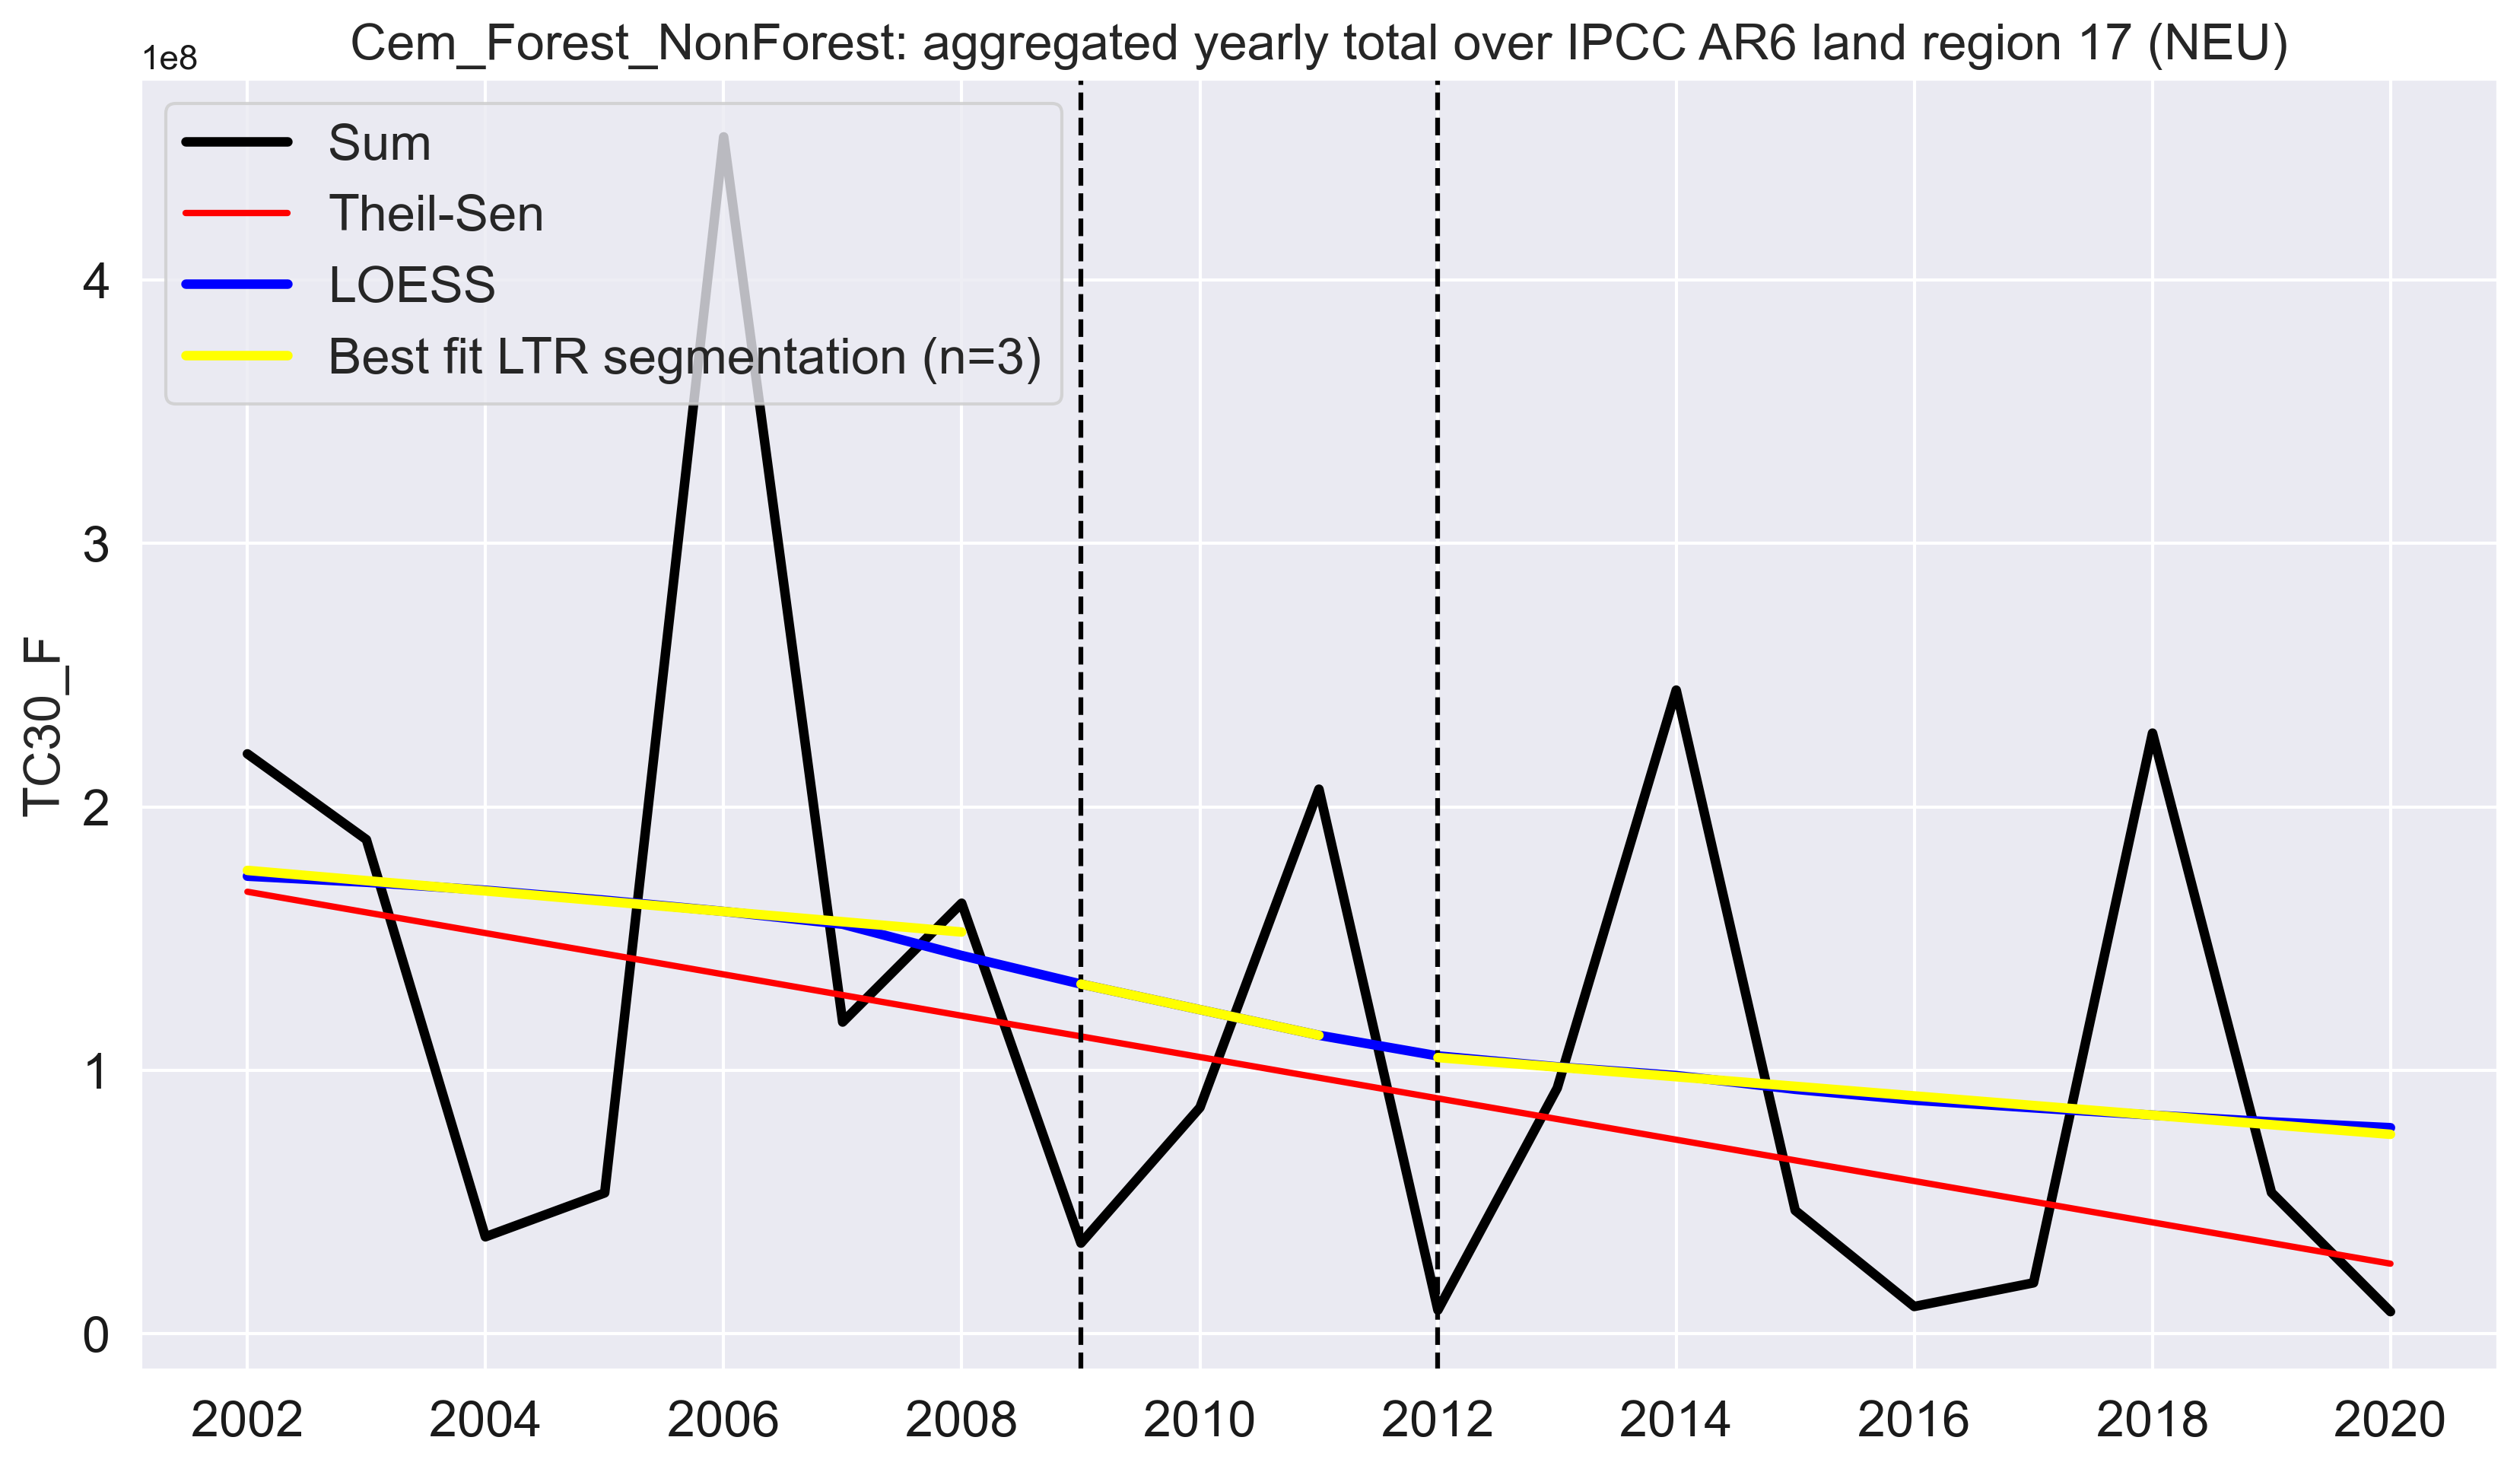 Cem_Forest_NonForest: aggregated yearly total over IPCC AR6 land region 17 (NEU)
1e8
Sum
Theil-Sen
LOESS
Best fit LTR segmentation (n=3)
TC30_F
4
3
2
1
0
2002 2004 2006 2008 2010 2012 2014 2016 2018 2020